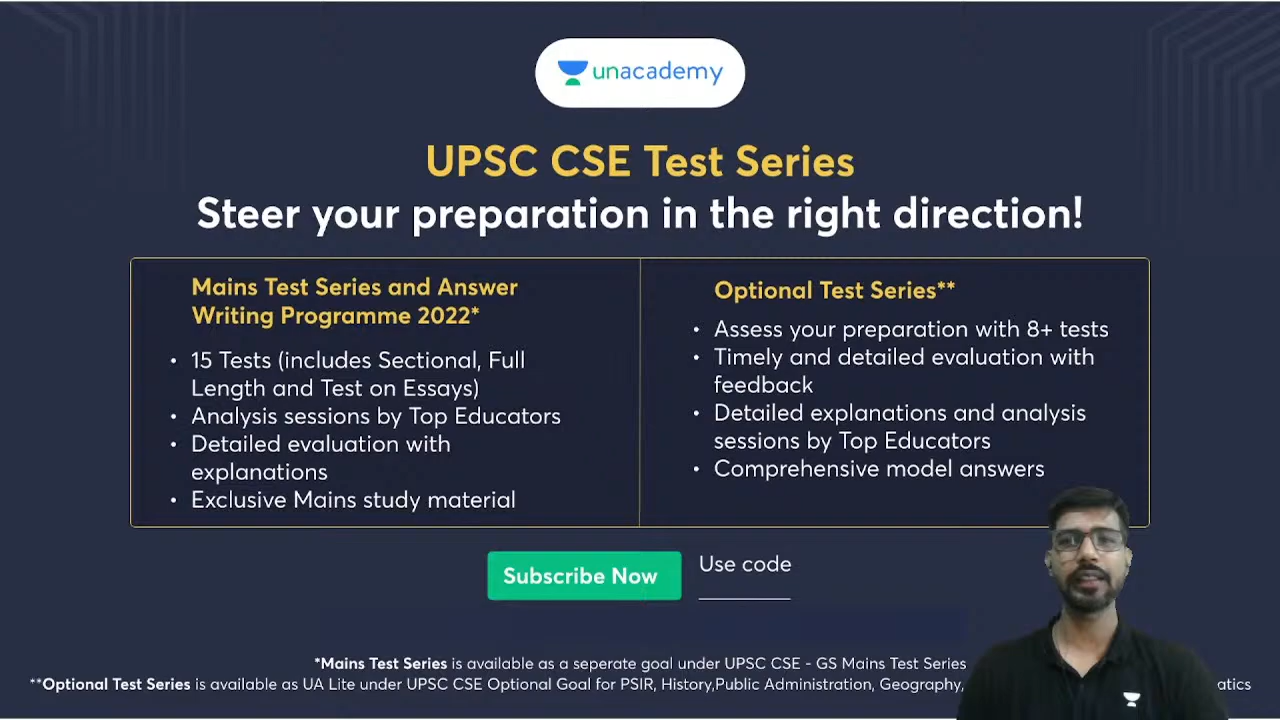 unacademy
UPSC CSE Test Series
Steer your preparation in the right direction!
Mains Test Series and Answer
Writing Programme 2022*
• 15 Tests (includes Sectional, Full
Length and Test on Essays)
• Analysis sessions by Top Educators
• Detailed evaluation with
explanations
• Exclusive Mains study material
Optional Test Series**
• Assess your preparation with 8+ tests
• Timely and detailed evaluation with
feedback
• Detailed explanations and analysis
sessions by Top Educators
• Comprehensive model answers
Subscribe Now
Use code
*Mains Test Series is available as a seperate goal under UPSC CSE - GS Mains Test Series
**Optional Test Series is available as UA Lite under UPSC CSE Optional Goal for PSIR, History,Public Administration, Geography,